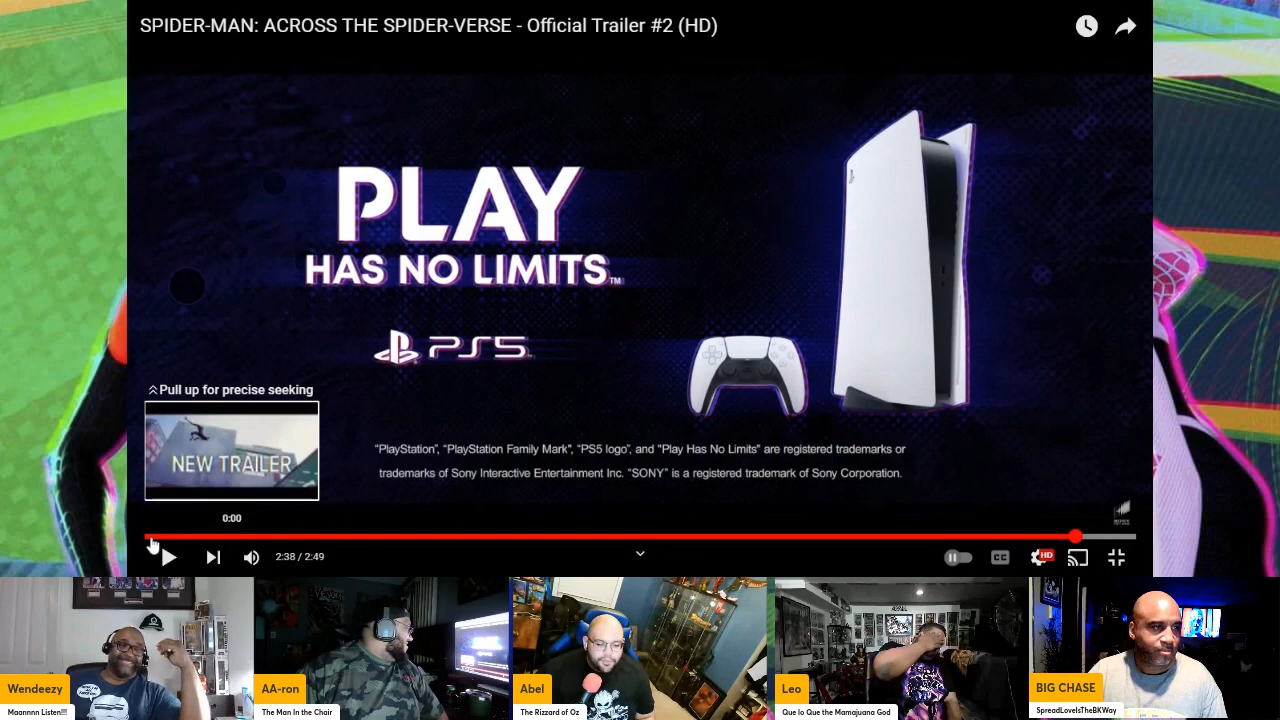 SPIDER-MAN: ACROSS THE SPIDER-VERSE - Official Trailer #2 (HD)
PLAY
HAS NO LIMITS™
PS5
Pull up for precise seeking
NEW TRAILER
"PlayStation", "PlayStation Family Mark", "PS5 logo", and "Play Has No Limits" are registered trademarks or
trademarks of Sony Interactive Entertainment Inc. "SONY" is a registered trademark of Sony Corporation.
0:00
2:38 / 2:49
CC
HD
Wendeezy
Maannnn Listen!!!
AA-ron
The Man In the Chair
Abel
The Rizzard of Oz
Leo
Que lo Que the Mamajuana God
BIG CHASE
SpreadLoveIsTheBKWay